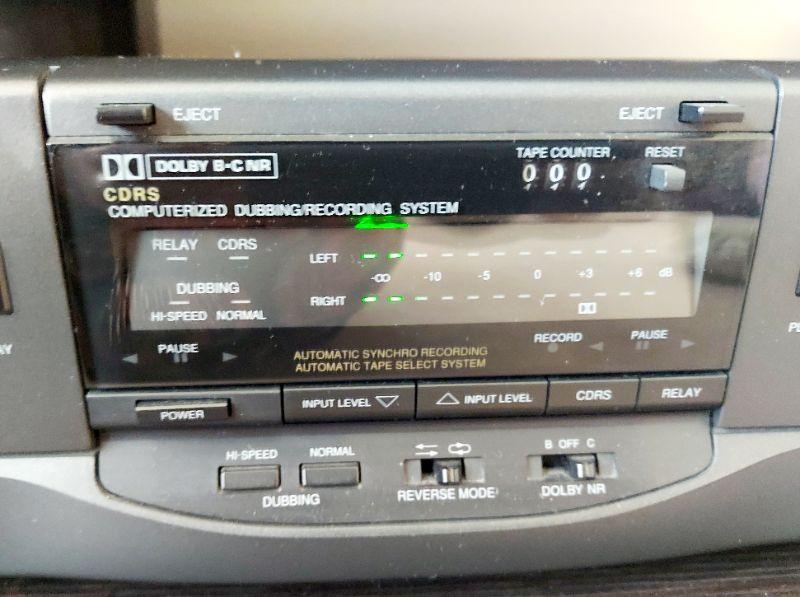 EJECT
EJECT
DOLBY B-C NR
TAPE COUNTER
RESET
000
CDRS
COMPUTERIZED DUBBING/RECORDING SYSTEM
RELAY CDRS
LEFT
-∞ -10 -5 0 +3 +6 dB
DUBBING
RIGHT
HI-SPEED NORMAL
PAUSE
RECORD
PAUSE
AUTOMATIC SYNCHRO RECORDING
AUTOMATIC TAPE SELECT SYSTEM
POWER
INPUT LEVEL
INPUT LEVEL
CDRS
RELAY
HI-SPEED NORMAL
DUBBING
REVERSE MODE
B OFF C
DOLBY NR